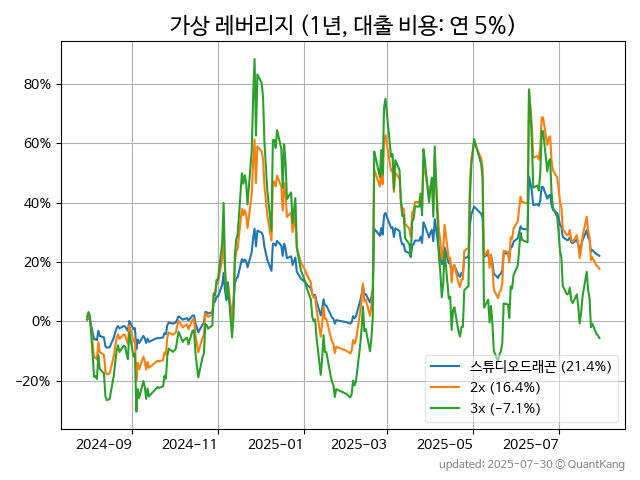 가상 레버리지 (1년, 대출 비용: 연 5%)
80%
60%
40%
20%
0%
−20%
2024-09
2024-11
2025-01
2025-03
2025-05
2025-07
스튜디오드래곤 (21.4%)
2x (16.4%)
3x (−7.1%)
updated: 2025-07-30 © QuantKang